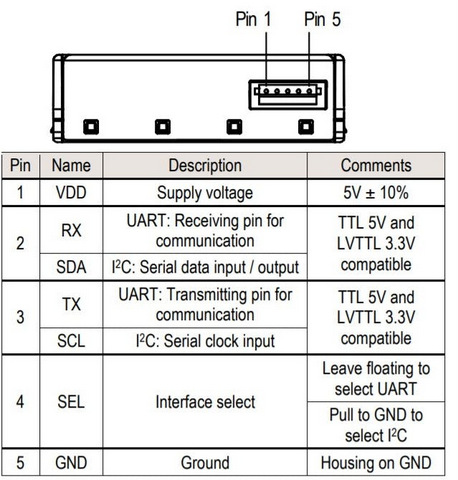 Pin 1 Pin 5
Pin Name Description Comments
1 VDD Supply voltage 5V ± 10%
2
RX
UART: Receiving pin for
communication
SDA I²C: Serial data input / output
TTL 5V and
LVTTL 3.3V
compatible
3
TX
UART: Transmitting pin for
communication
SCL I²C: Serial clock input
TTL 5V and
LVTTL 3.3V
compatible
4 SEL Interface select
Leave floating to
select UART
Pull to GND to
select I²C
5 GND Ground Housing on GND